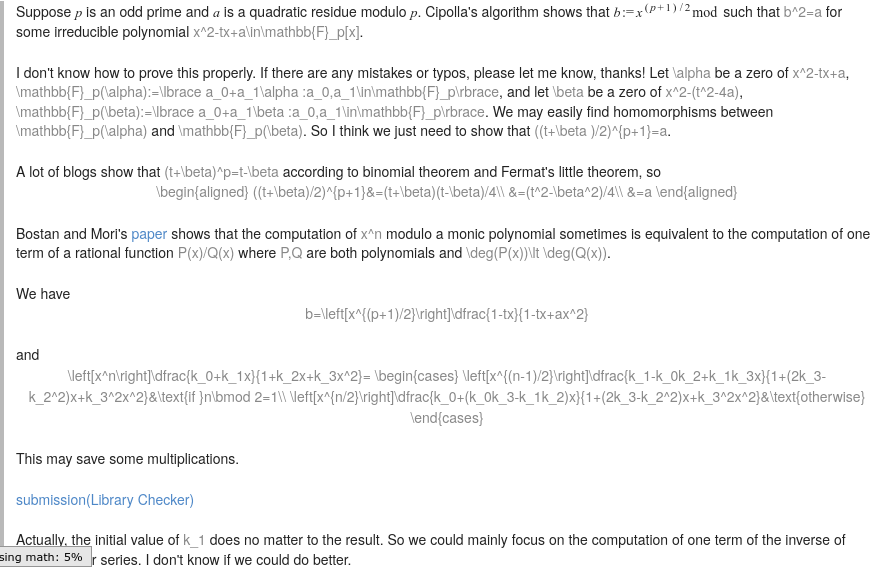 Suppose p is an odd prime and a is a quadratic residue modulo p. Cipolla's algorithm shows that b:=x^{(p+1)/2} mod such that b^2=a for
some irreducible polynomial x^2-tx+a\in\mathbb{F}_p[x].
I don't know how to prove this properly. If there are any mistakes or typos, please let me know, thanks! Let \alpha be a zero of x^2-tx+a,
\mathbb{F}_p(\alpha):=\lbrace a_0+a_1\alpha :a_0,a_1\in\mathbb{F}_p\rbrace, and let \beta be a zero of x^2-(t^2-4a),
\mathbb{F}_p(\beta):=\lbrace a_0+a_1\beta :a_0,a_1\in\mathbb{F}_p\rbrace. We may easily find homomorphisms between
\mathbb{F}_p(\alpha) and \mathbb{F}_p(\beta). So I think we just need to show that ((t+\beta )/2)^{p+1}=a.
A lot of blogs show that (t+\beta)^p=t-\beta according to binomial theorem and Fermat's little theorem, so
\begin{aligned} ((t+\beta)/2)^{p+1}&=(t+\beta)(t-\beta)/4\\ &=(t^2-\beta^2)/4\\ &=a \end{aligned}
Bostan and Mori's paper shows that the computation of x^n modulo a monic polynomial sometimes is equivalent to the computation of one
term of a rational function P(x)/Q(x) where P,Q are both polynomials and \deg(P(x))\lt \deg(Q(x)).
We have
b=\left[x^{(p+1)/2}\right]\dfrac{1-tx}{1-tx+ax^2}
and
\left[x^n\right]\dfrac{k_0+k_1x}{1+k_2x+k_3x^2}= \begin{cases} \left[x^{(n-1)/2}\right]\dfrac{k_1-k_0k_2+k_1k_3x}{1+(2k_3-
k_2^2)x+k_3^2x^2}&\text{if }n\bmod 2=1\\ \left[x^{n/2}\right]\dfrac{k_0+(k_0k_3-k_1k_2)x}{1+(2k_3-k_2^2)x+k_3^2x^2}&\text{otherwise}
\end{cases}
This may save some multiplications.
submission(Library Checker)
Actually, the initial value of k_1 does no matter to the result. So we could mainly focus on the computation of one term of the inverse of
sing math: 5% r series. I don't know if we could do better.